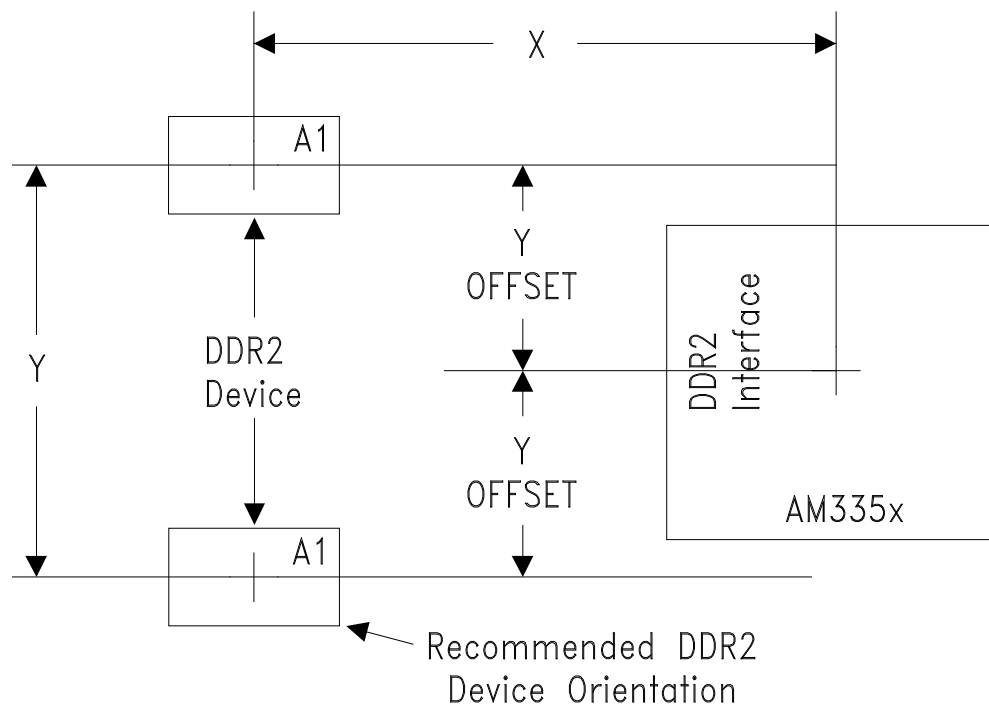 X
A1
Y
OFFSET
DDR2
Interface
Y
DDR2
Device
Y
OFFSET
AM335x
A1
Recommended DDR2
Device Orientation